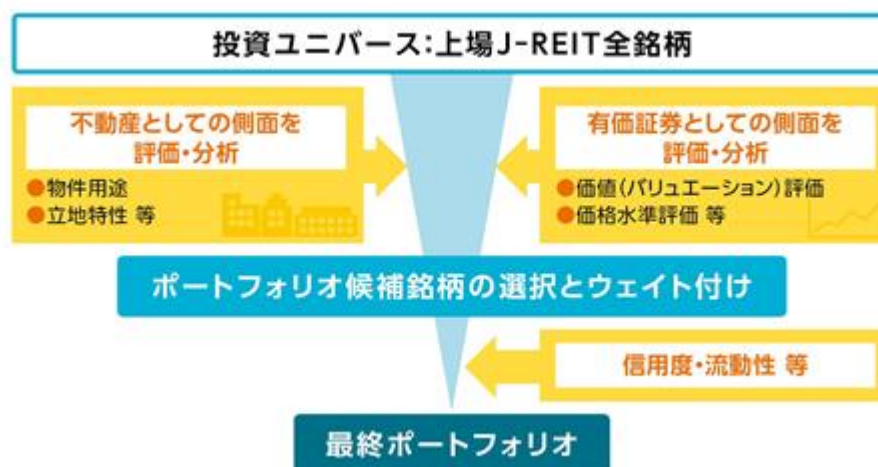 投資ユニバース:上場J-REIT全銘柄
不動産としての側面を
評価・分析
●物件用途
●立地特性 等
有価証券としての側面を
評価・分析
●価値(バリュエーション)評価
●価格水準評価 等
ポートフォリオ候補銘柄の選択とウェイト付け
信用度・流動性 等
最終ポートフォリオ